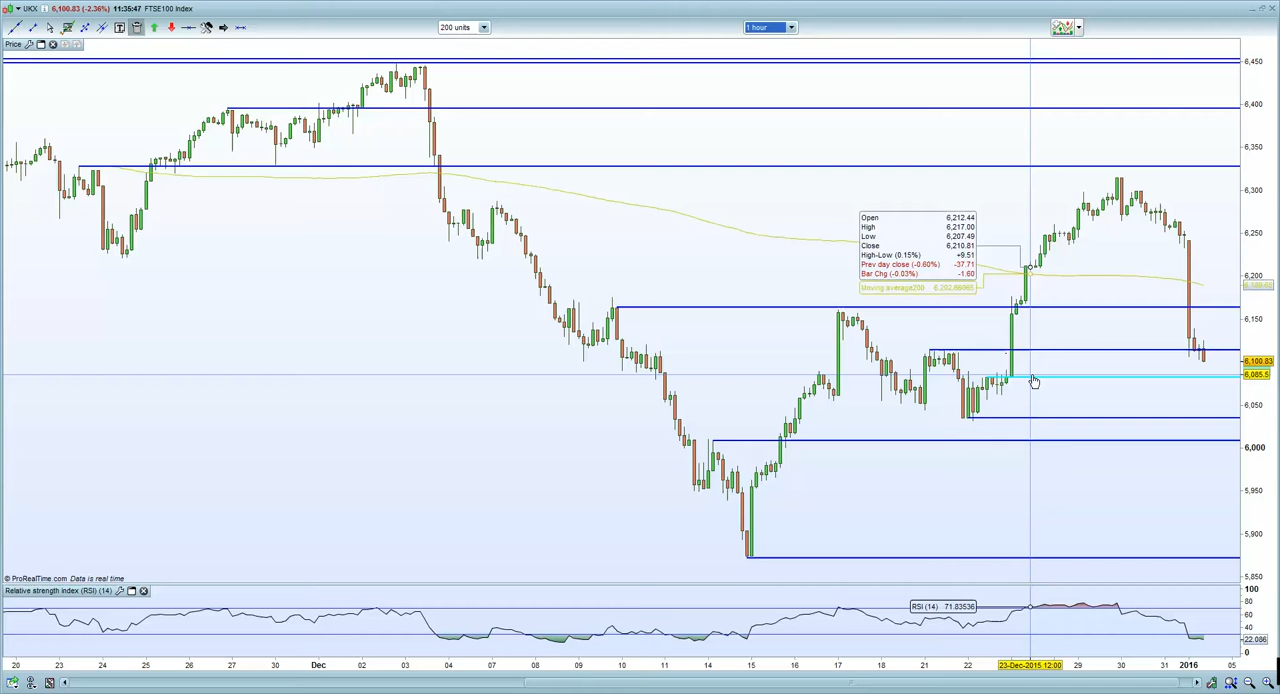 UKX 6,100.83 (-2.36%) 11:35:47 FTSE100 Index
200 units
1 hour
Price
6,450
6,400
6,350
6,300
6,250
6,200
6,150
6,100.83
6,085.5
6,050
6,000
5,950
5,900
5,850
Open 6,212.44
High 6,217.00
Low 6,207.49
Close 6,210.81
High-Low (0.15%) +9.51
Prev day close (-0.60%) -37.71
Bar Chg (-0.03%) -1.60
Moving average200
© ProRealTime.com Data is real time
Relative strength index (RSI) (14)
RSI (14) 71.83536
100
80
60
40
22.086
0
20 23 24 25 26 27 30 Dec 02 03 04 07 08 09 10 11 14 15 16 17 18 21 22 23-Dec-2015 12:00 29 30 31 2016 05